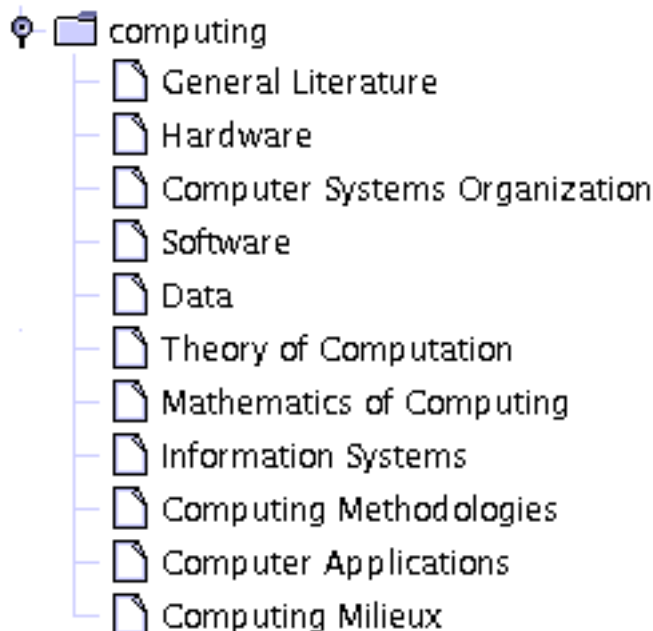 computing
General Literature
Hardware
Computer Systems Organization
Software
Data
Theory of Computation
Mathematics of Computing
Information Systems
Computing Methodologies
Computer Applications
Computing Milieux